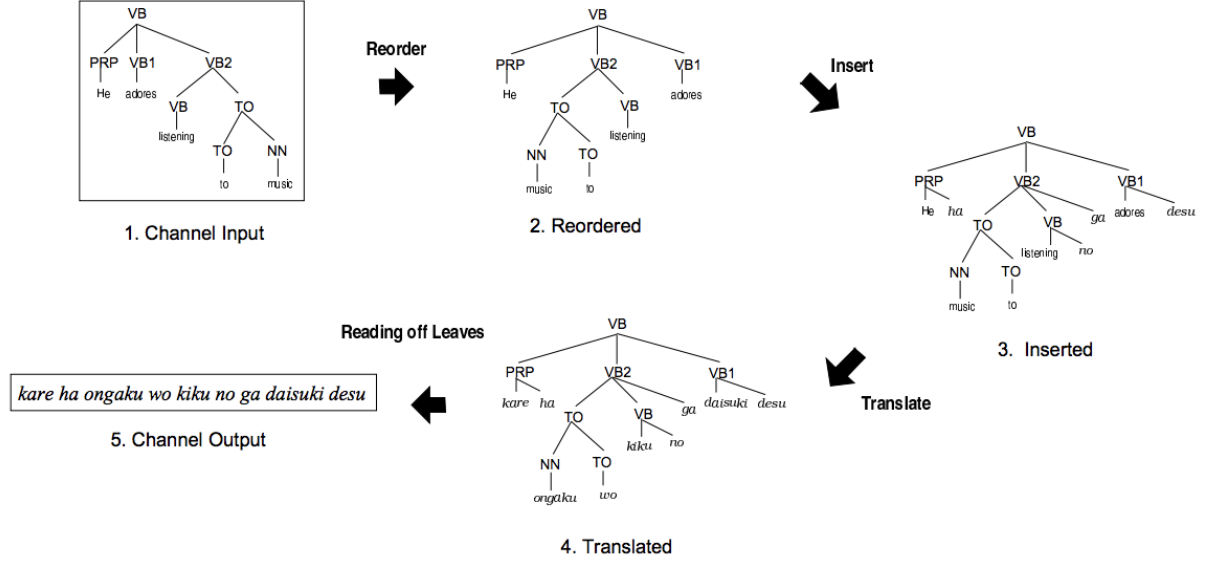 VB
PRP VB1 VB2
He adores
VB TO
listening
TO NN
to music
1. Channel Input
Reorder
VB
PRP VB2 VB1
He adores
TO VB
listening
NN TO
music to
2. Reordered
Insert
VB
PRP VB2 VB1
He ha ga adores desu
TO VB
listening no
NN TO
music to
3. Inserted
Translate
VB
PRP VB2 VB1
kare ha ga daisuki desu
TO VB
kiku no
NN TO
ongaku wo
4. Translated
Reading off Leaves
kare ha ongaku wo kiku no ga daisuki desu
5. Channel Output